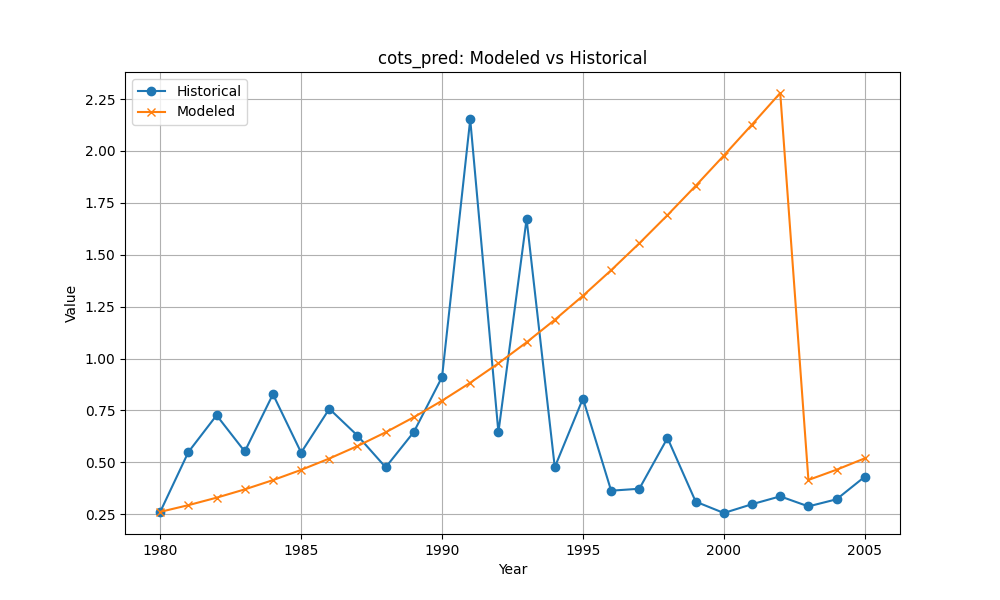 cots_pred: Modeled vs Historical
Historical
Modeled
Value
2.25
2.00
1.75
1.50
1.25
1.00
0.75
0.50
0.25
1980 1985 1990 1995 2000 2005
Year